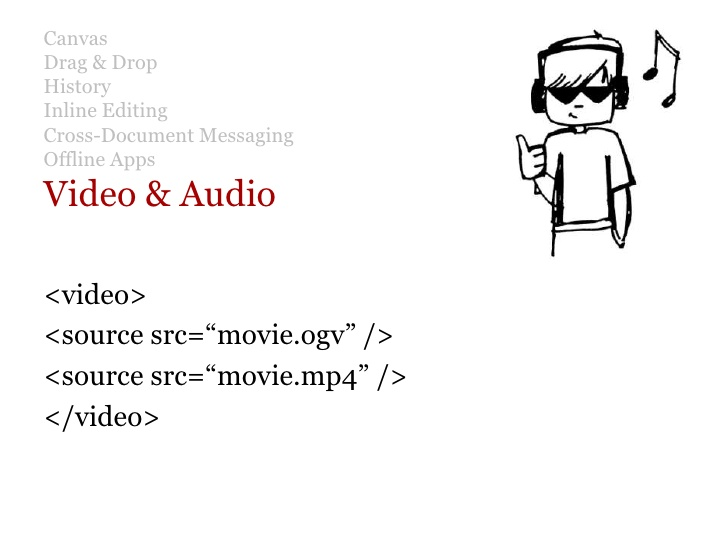 Canvas
Drag & Drop
History
Inline Editing
Cross-Document Messaging
Offline Apps
Video & Audio
<video>
<source src=“movie.ogv” />
<source src=“movie.mp4” />
</video>